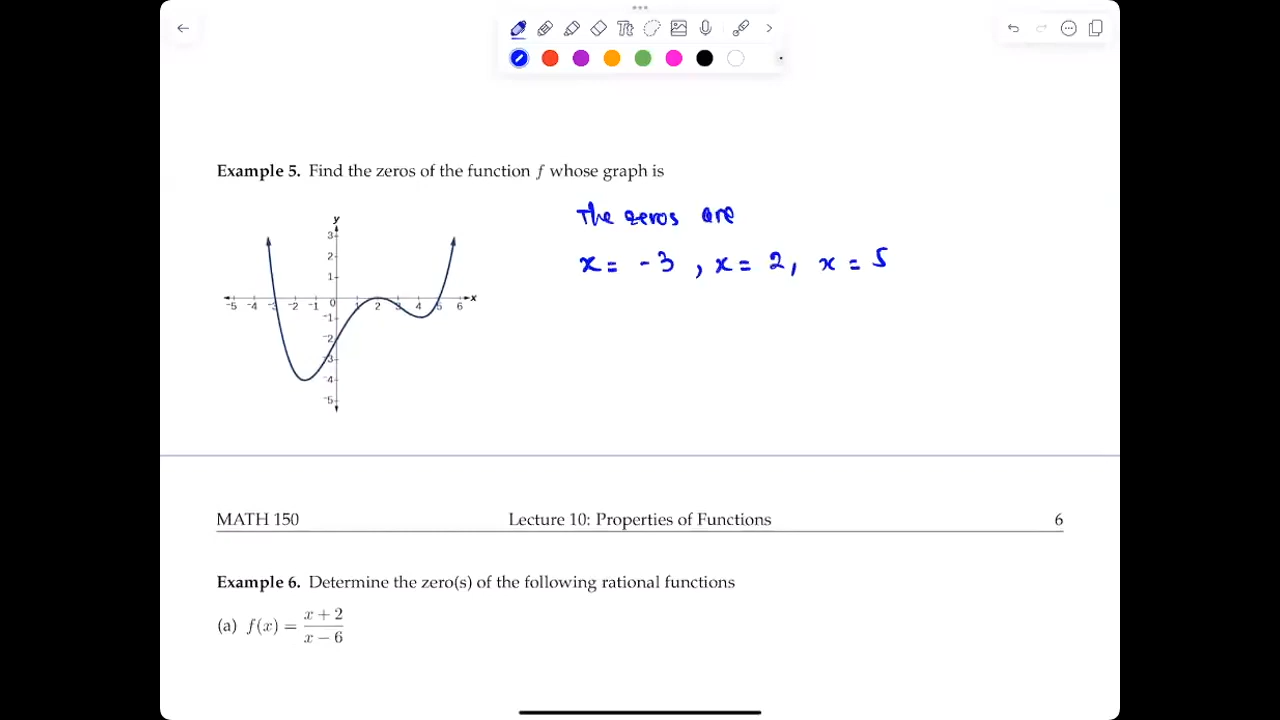 Example 5. Find the zeros of the function f whose graph is
The zeros are
x = -3 , x = 2, x = 5
y
3
2
1
-5 -4 -3 -2 -1 0 1 2 3 4 5 6 x
-1
-2
-3
-4
-5
MATH 150 Lecture 10: Properties of Functions 6
Example 6. Determine the zero(s) of the following rational functions
(a) f(x) = (x + 2)/(x − 6)